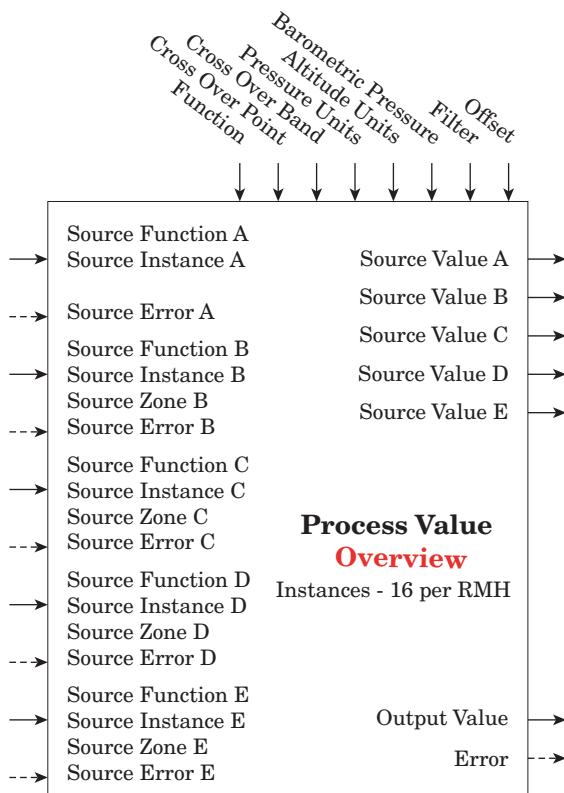 Function
Cross Over Point
Cross Over Band
Pressure Units
Altitude Units
Barometric Pressure
Filter
Offset
Source Function A
Source Instance A
Source Error A
Source Function B
Source Instance B
Source Zone B
Source Error B
Source Function C
Source Instance C
Source Zone C
Source Error C
Source Function D
Source Instance D
Source Zone D
Source Error D
Source Function E
Source Instance E
Source Zone E
Source Error E
Source Value A
Source Value B
Source Value C
Source Value D
Source Value E
Process Value
Overview
Instances - 16 per RMH
Output Value
Error